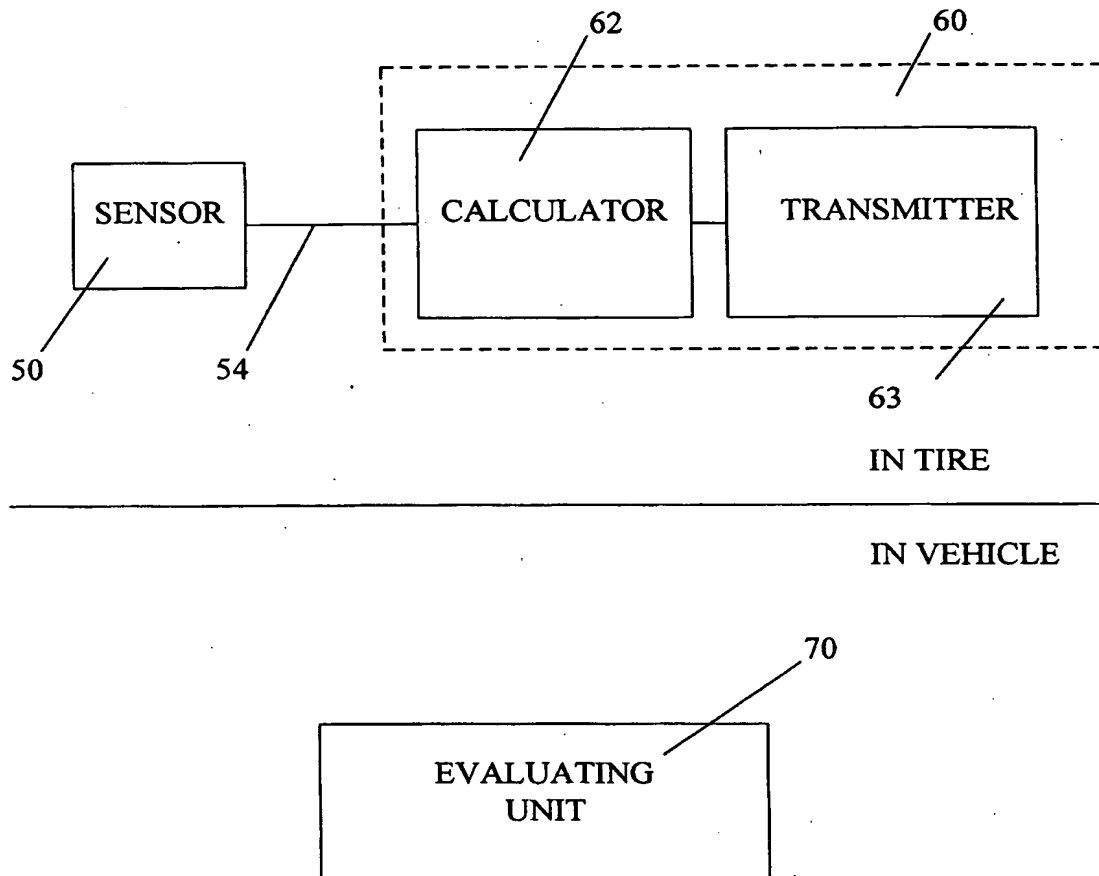 62
60
SENSOR
CALCULATOR
TRANSMITTER
50
54
63
IN TIRE
IN VEHICLE
70
EVALUATING
UNIT